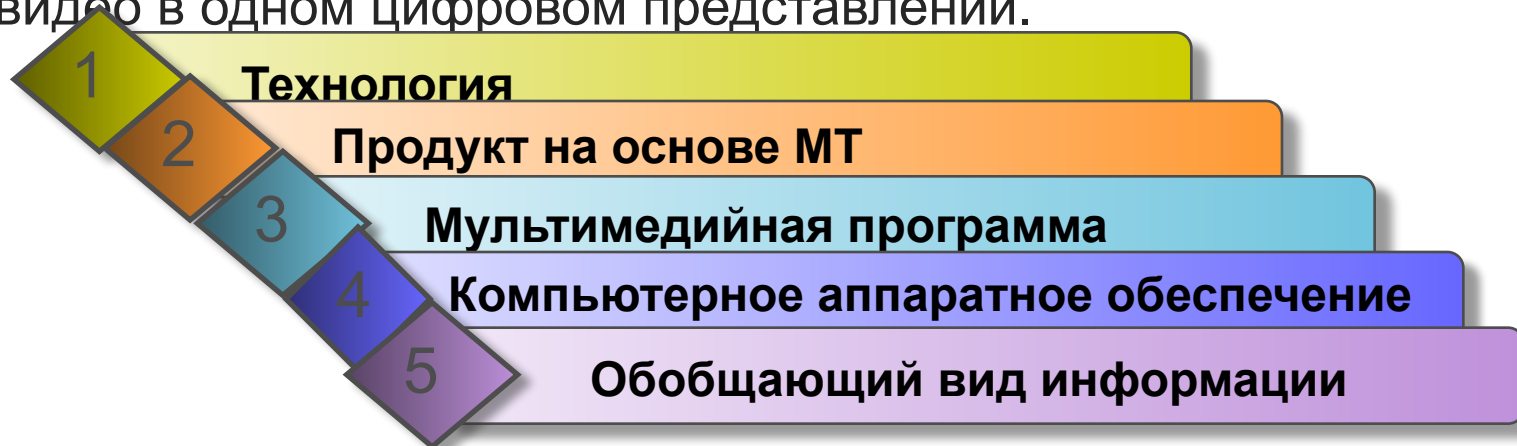 видео в одном цифровом представлении.
1 Технология
2 Продукт на основе МТ
3 Мультимедийная программа
4 Компьютерное аппаратное обеспечение
5 Обобщающий вид информации